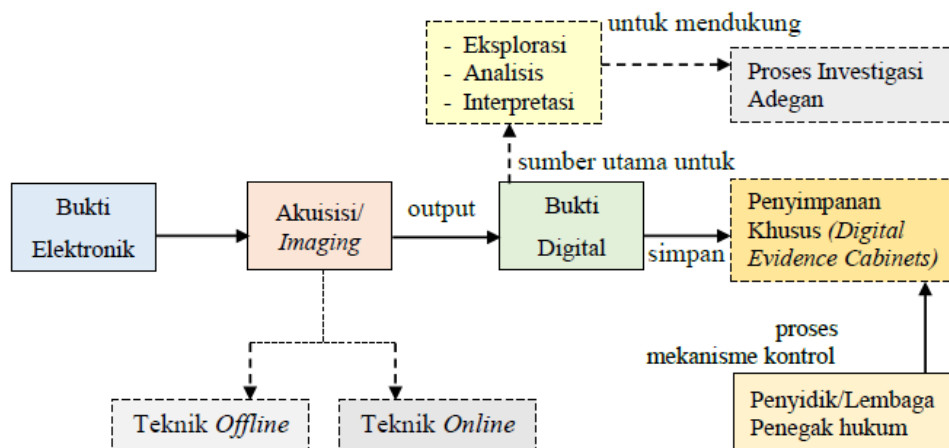 untuk mendukung
- Eksplorasi
- Analisis
- Interpretasi
Proses Investigasi
Adegan
sumber utama untuk
Bukti
Elektronik
Akuisisi/
Imaging
output
Bukti
Digital
simpan
Penyimpanan
Khusus (Digital
Evidence Cabinets)
proses
mekanisme kontrol
Teknik Offline
Teknik Online
Penyidik/Lembaga
Penegak hukum